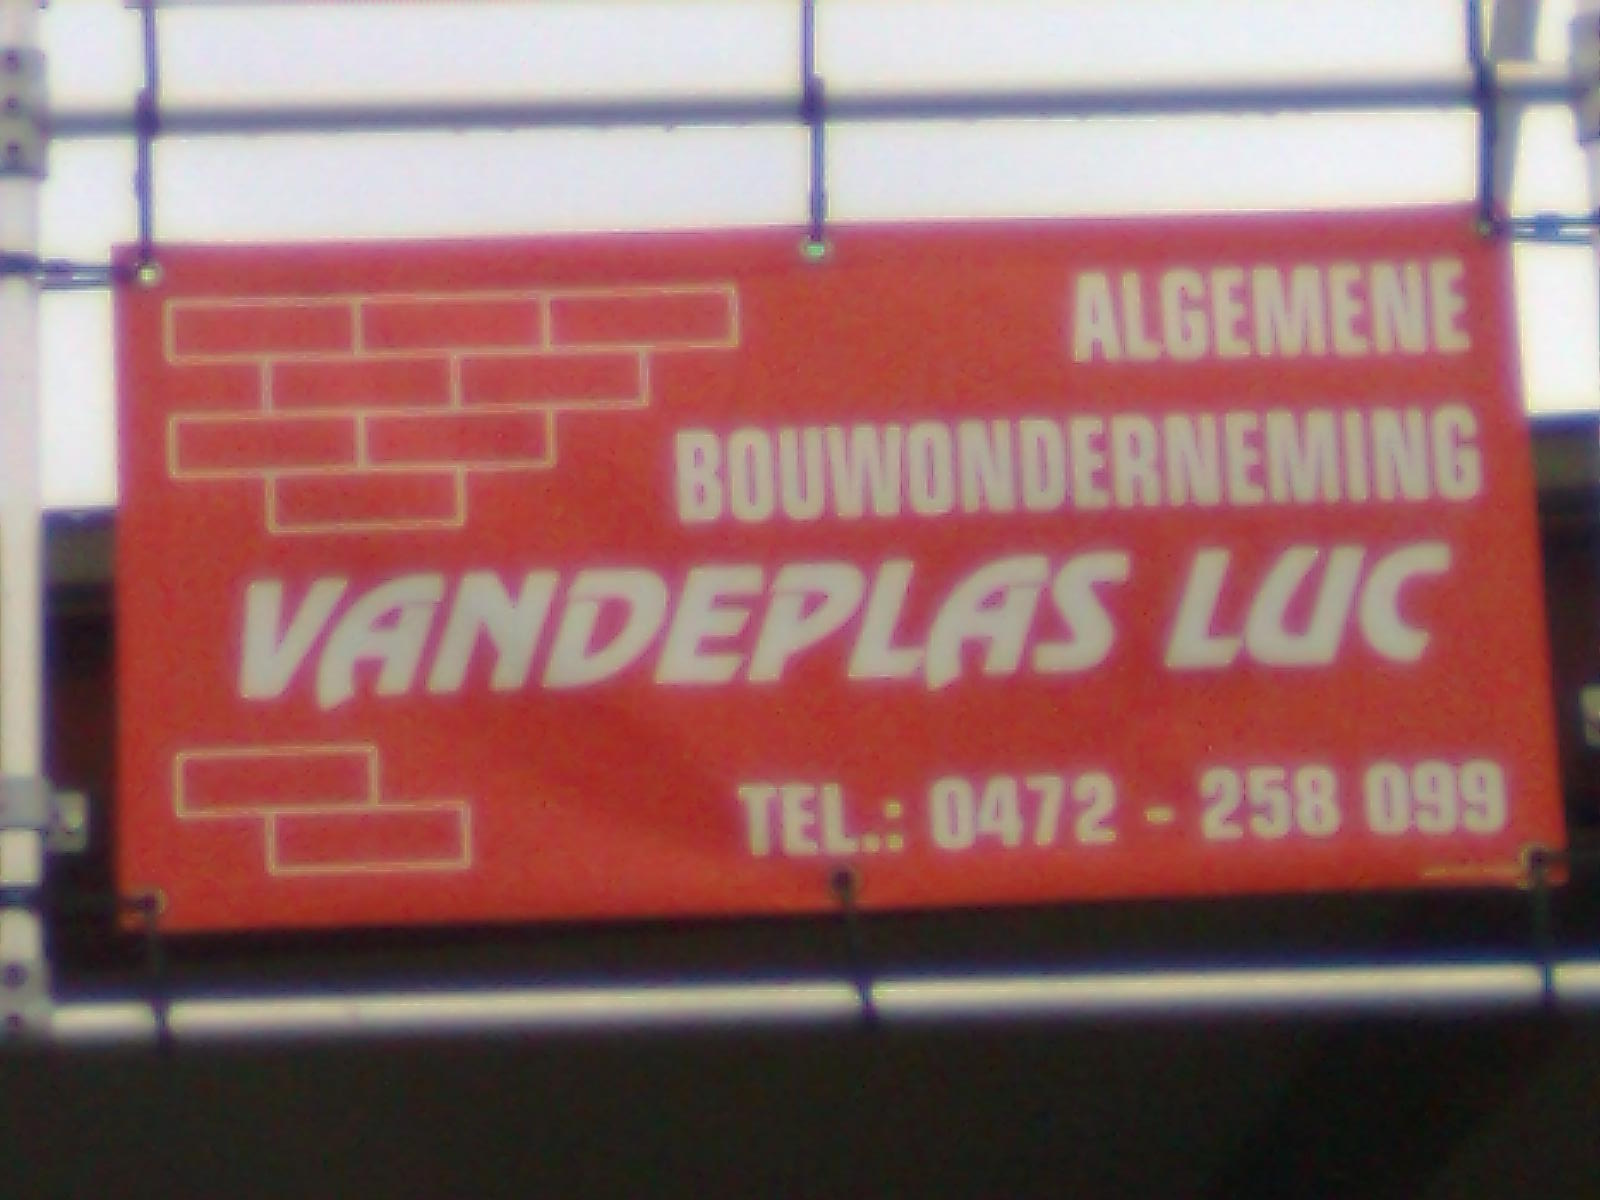 ALGEMENE
BOUWONDERNEMING
VANDEPLAS LUC
TEL.: 0472 - 258 099